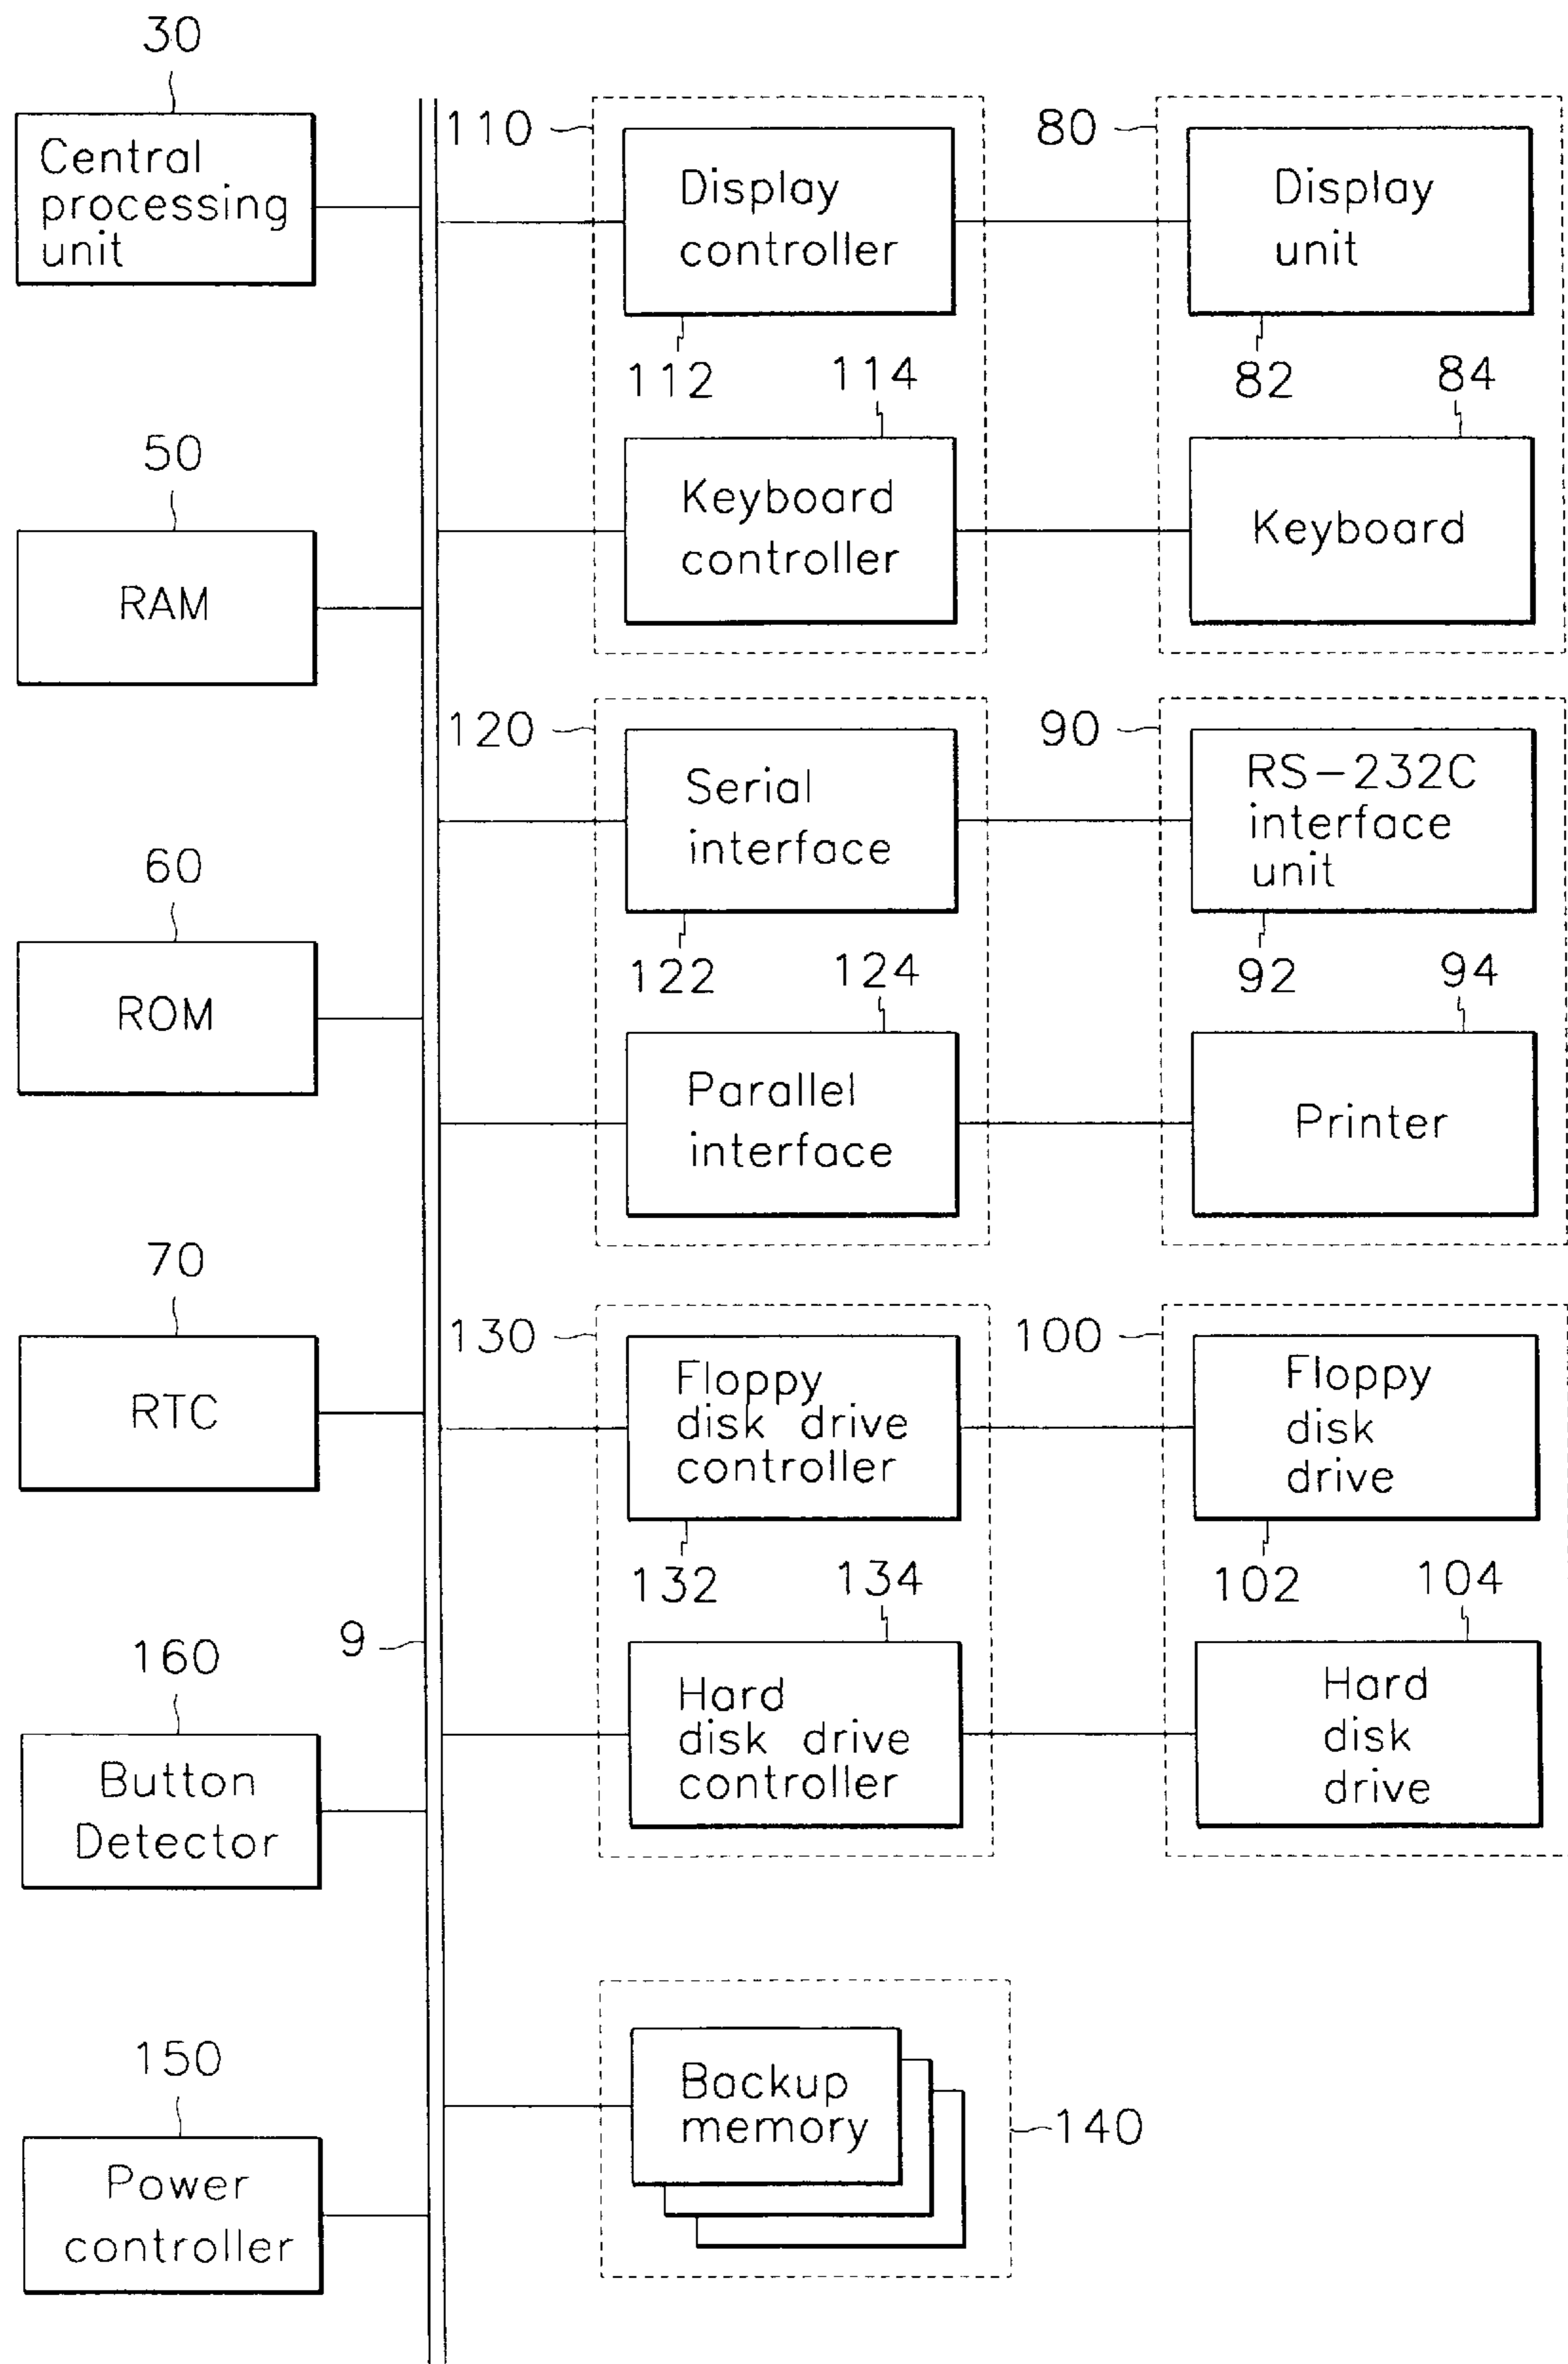 30
Central
processing
unit
50
RAM
60
ROM
70
RTC
160
Button
Detector
150
Power
controller
9
110
Display
controller
112
114
Keyboard
controller
80
Display
unit
82
84
Keyboard
120
Serial
interface
122
124
Parallel
interface
90
RS-232C
interface
unit
92
94
Printer
130
Floppy
disk drive
controller
132
134
Hard
disk drive
controller
100
Floppy
disk
drive
102
104
Hard
disk
drive
Backup
memory
140